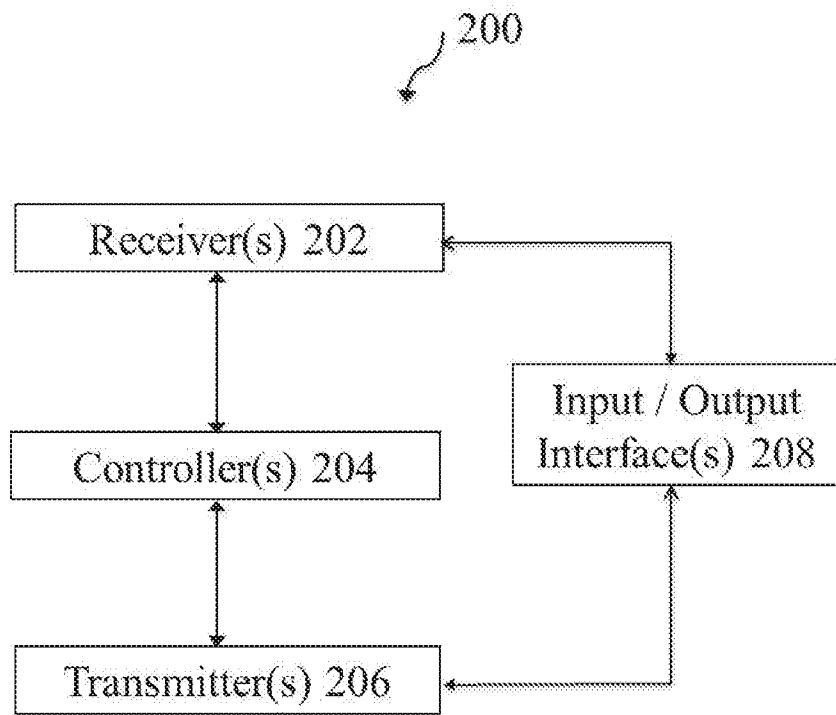 200
Receiver(s) 202
Input / Output
Interface(s) 208
Controller(s) 204
Transmitter(s) 206